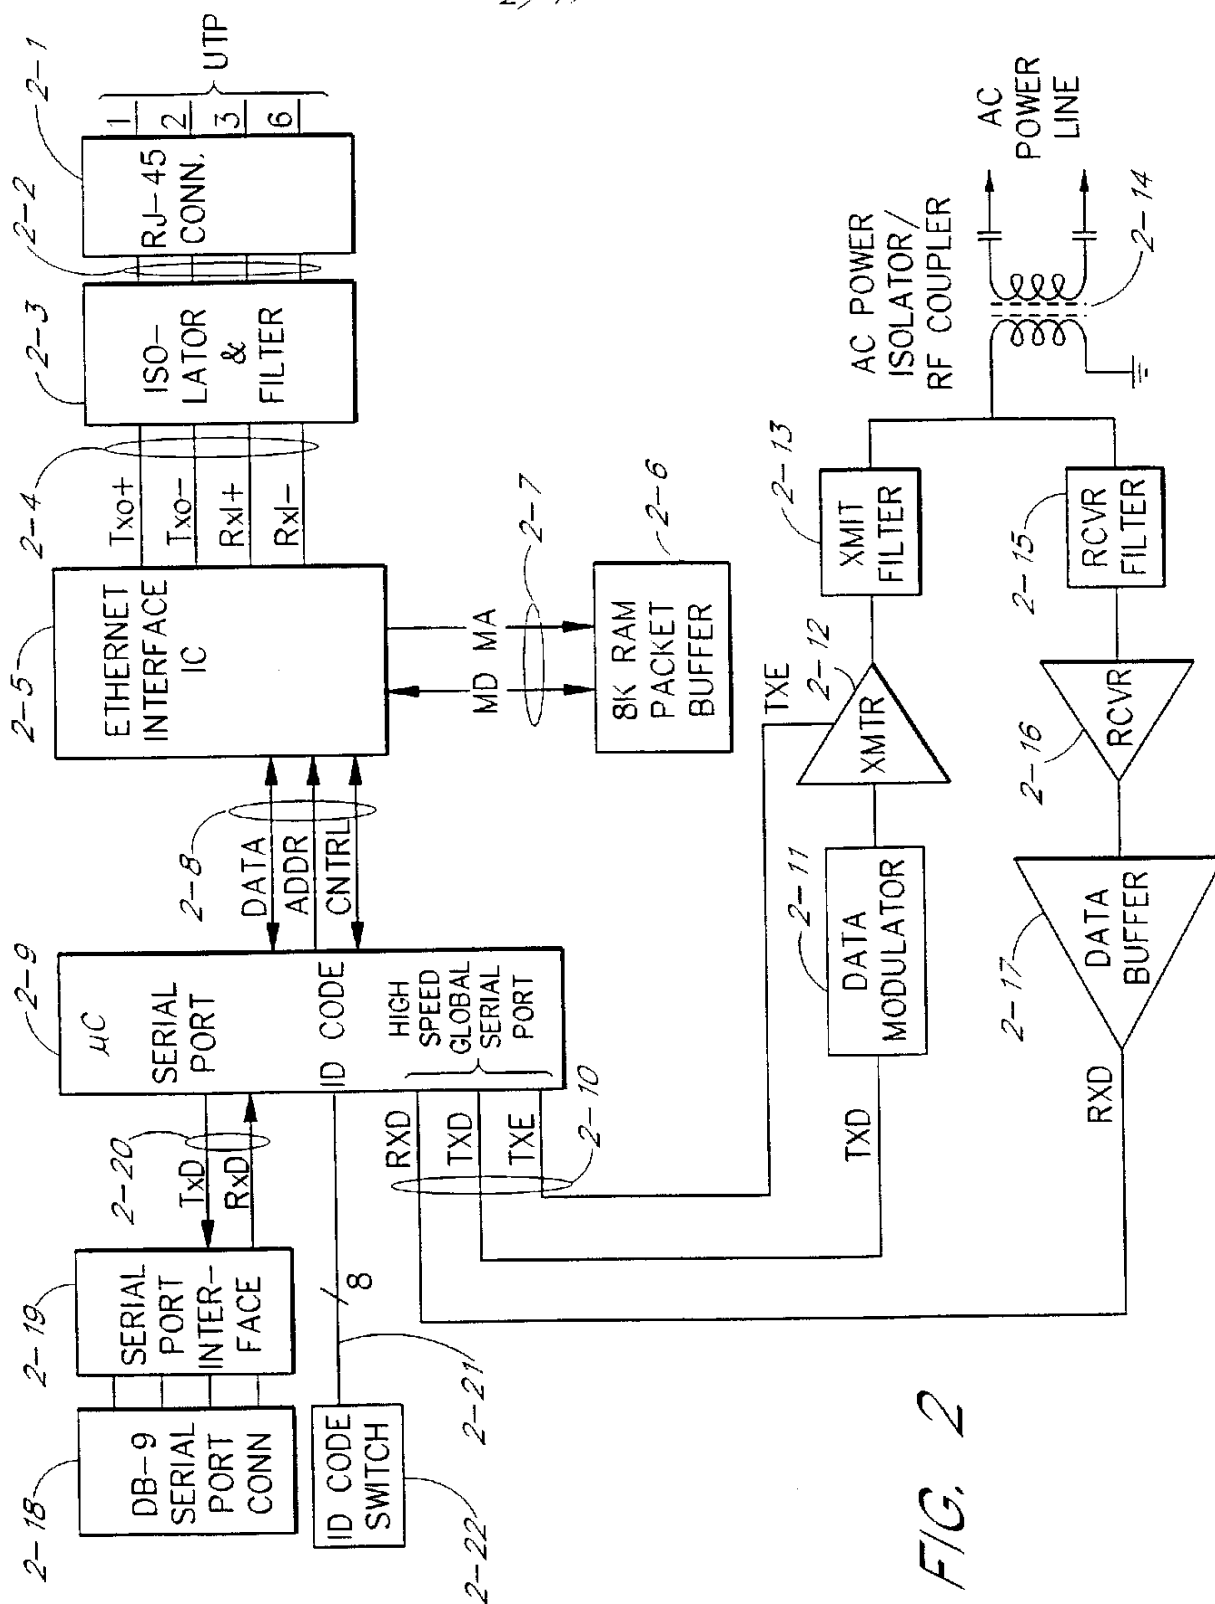 2-18
DB-9
SERIAL
PORT
CONN
2-19
SERIAL
PORT
INTER-
FACE
2-20
TxD
RxD
2-9
µC
SERIAL
PORT
ID CODE
HIGH
SPEED
GLOBAL
SERIAL
PORT
2-8
DATA
ADDR
CNTRL
2-5
ETHERNET
INTERFACE
IC
2-4
Txo+
Txo-
RxI+
RxI-
2-3
ISO-
LATOR
&
FILTER
2-2
2-1
RJ-45
CONN.
1
2
3
6
UTP
ID CODE
SWITCH
2-22
2-21
8
RXD
TXD
TXE
2-10
MD
MA
2-7
8K RAM
PACKET
BUFFER
2-6
TXE
TXD
2-11
DATA
MODULATOR
2-12
XMTR
2-13
XMIT
FILTER
AC POWER
ISOLATOR/
RF COUPLER
AC
POWER
LINE
2-14
2-15
RCVR
FILTER
2-16
RCVR
2-17
DATA
BUFFER
RXD
FIG. 2